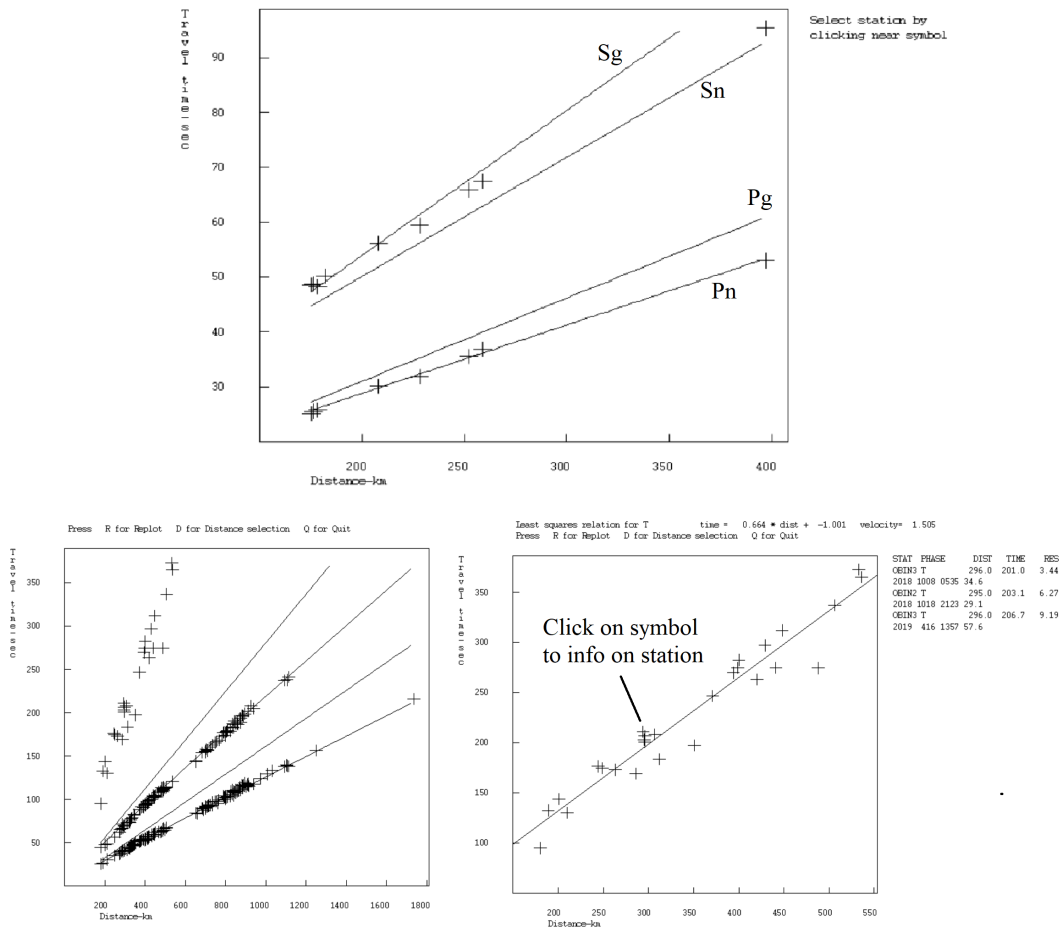 Travel time-sec
Select station by
clicking near symbol
90
80
70
60
50
40
30
Sg
Sn
Pg
Pn
200 250 300 350 400
Distance-km
Press R for Replot D for Distance selection Q for Quit
Travel time-sec
350
300
250
200
150
100
50
200 400 600 800 1000 1200 1400 1600 1800
Distance-km
Least squares relation for T time = 0.664 * dist + -1.001 velocity= 1.505
Press R for Replot D for Distance selection Q for Quit
Travel time-sec
350
300
250
200
150
100
Click on symbol
to info on station
200 250 300 350 400 450 500 550
Distance-km
STAT PHASE DIST TIME RES
OBIN3 T 296.0 201.0 3.44
2018 1008 0535 34.6
OBIN2 T 295.0 203.1 6.27
2018 1018 2123 29.1
OBIN3 T 296.0 206.7 9.19
2019 416 1357 57.6